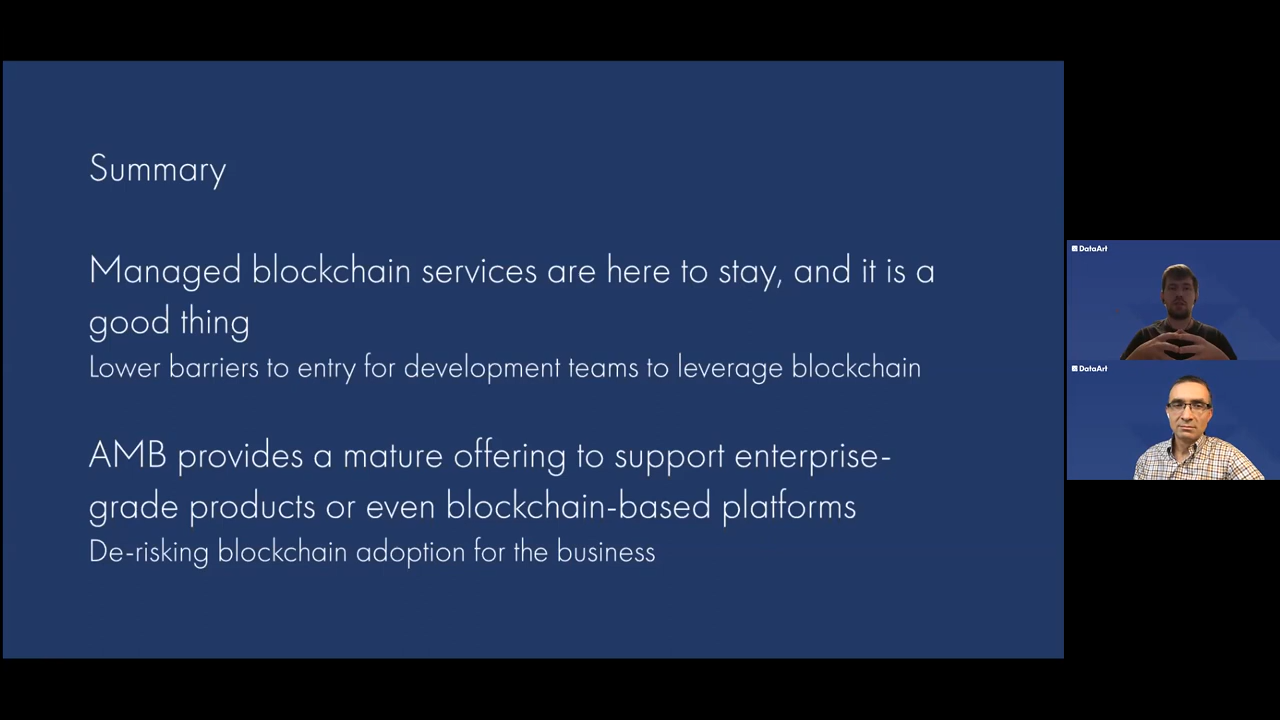 Summary
Managed blockchain services are here to stay, and it is a
good thing
Lower barriers to entry for development teams to leverage blockchain
AMB provides a mature offering to support enterprise-
grade products or even blockchain-based platforms
De-risking blockchain adoption for the business
DataArt
DataArt